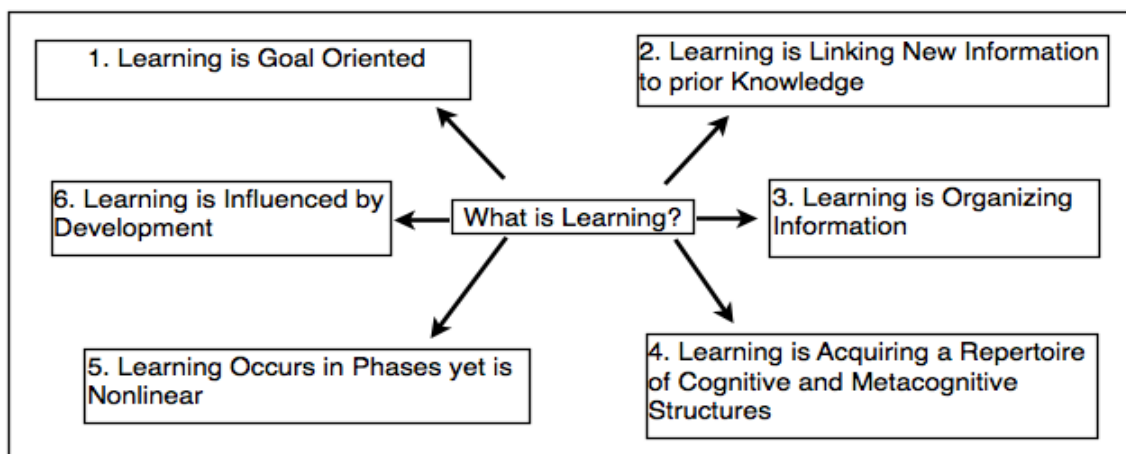 1. Learning is Goal Oriented
2. Learning is Linking New Information
to prior Knowledge
6. Learning is Influenced by
Development
What is Learning?
3. Learning is Organizing
Information
5. Learning Occurs in Phases yet is
Nonlinear
4. Learning is Acquiring a Repertoire
of Cognitive and Metacognitive
Structures